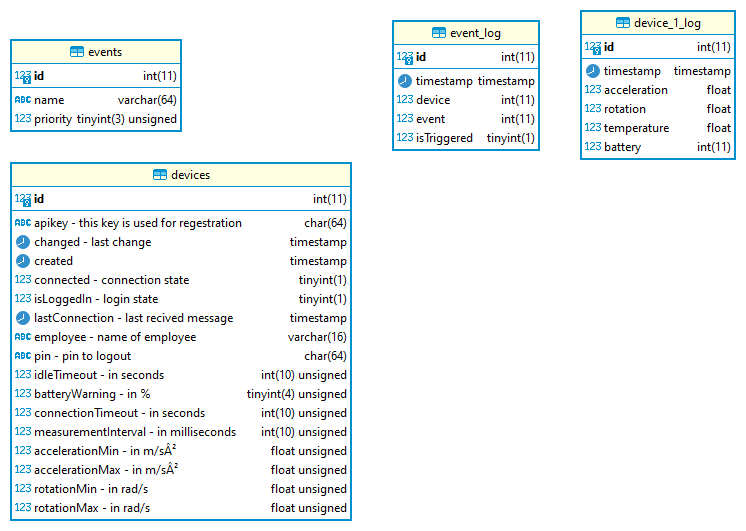 events
123 id int(11)
ABC name varchar(64)
123 priority tinyint(3) unsigned
event_log
123 id int(11)
timestamp timestamp
123 device int(11)
123 event int(11)
123 isTriggered tinyint(1)
device_1_log
123 id int(11)
timestamp timestamp
123 acceleration float
123 rotation float
123 temperature float
123 battery int(11)
devices
123 id int(11)
ABC apikey - this key is used for regestration char(64)
changed - last change timestamp
created timestamp
123 connected - connection state tinyint(1)
123 isLoggedIn - login state tinyint(1)
lastConnection - last recived message timestamp
ABC employee - name of employee varchar(16)
ABC pin - pin to logout char(64)
123 idleTimeout - in seconds int(10) unsigned
123 batteryWarning - in % tinyint(4) unsigned
123 connectionTimeout - in seconds int(10) unsigned
123 measurementInterval - in milliseconds int(10) unsigned
123 accelerationMin - in m/sÂ² float unsigned
123 accelerationMax - in m/sÂ² float unsigned
123 rotationMin - in rad/s float unsigned
123 rotationMax - in rad/s float unsigned